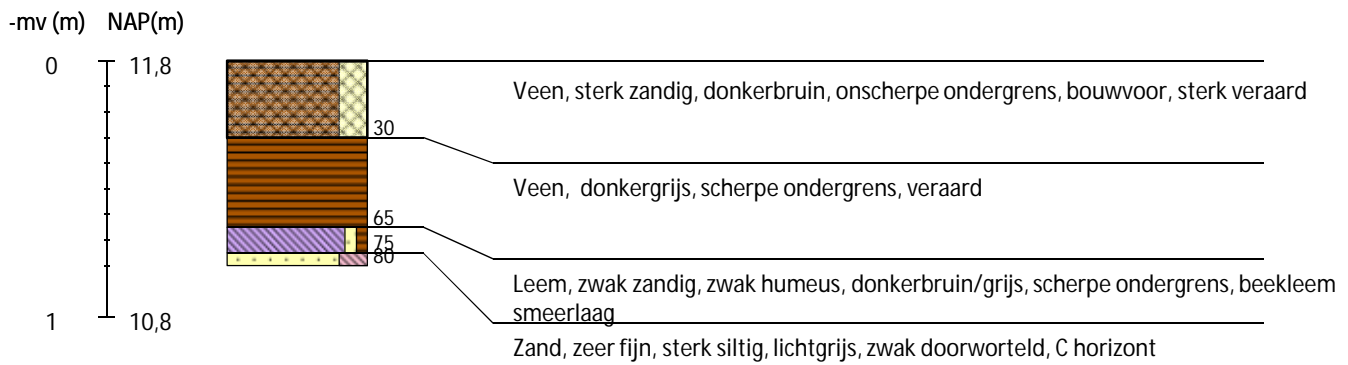 -mv (m) NAP(m)
0 11,8
Veen, sterk zandig, donkerbruin, onscherpe ondergrens, bouwvoor, sterk veraard
30
Veen, donkergrijs, scherpe ondergrens, veraard
65
75
80
Leem, zwak zandig, zwak humeus, donkerbruin/grijs, scherpe ondergrens, beekleem
smeerlaag
1 10,8
Zand, zeer fijn, sterk siltig, lichtgrijs, zwak doorworteld, C horizont